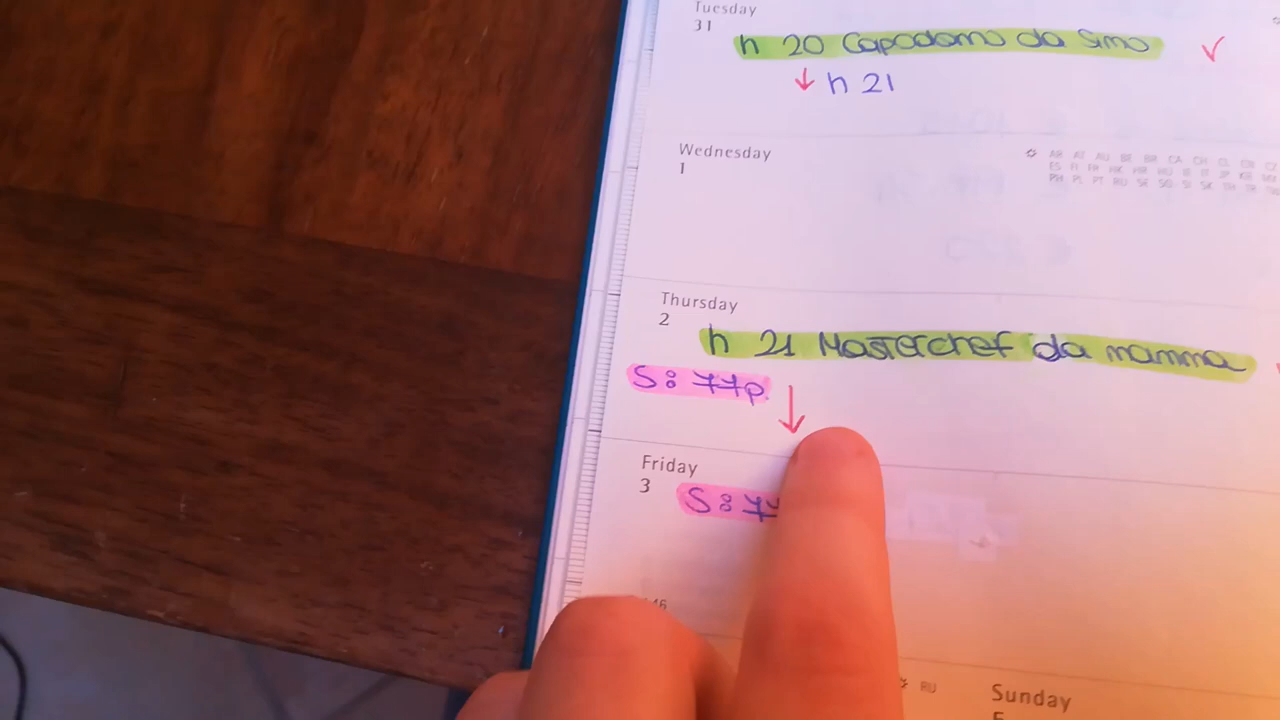 Tuesday
31
h 20 Capodanno da Simo
↓ h 21
Wednesday
1
Thursday
2
h 21 Masterchef da mamma
S: 77p.
Friday
3
RU
Sunday